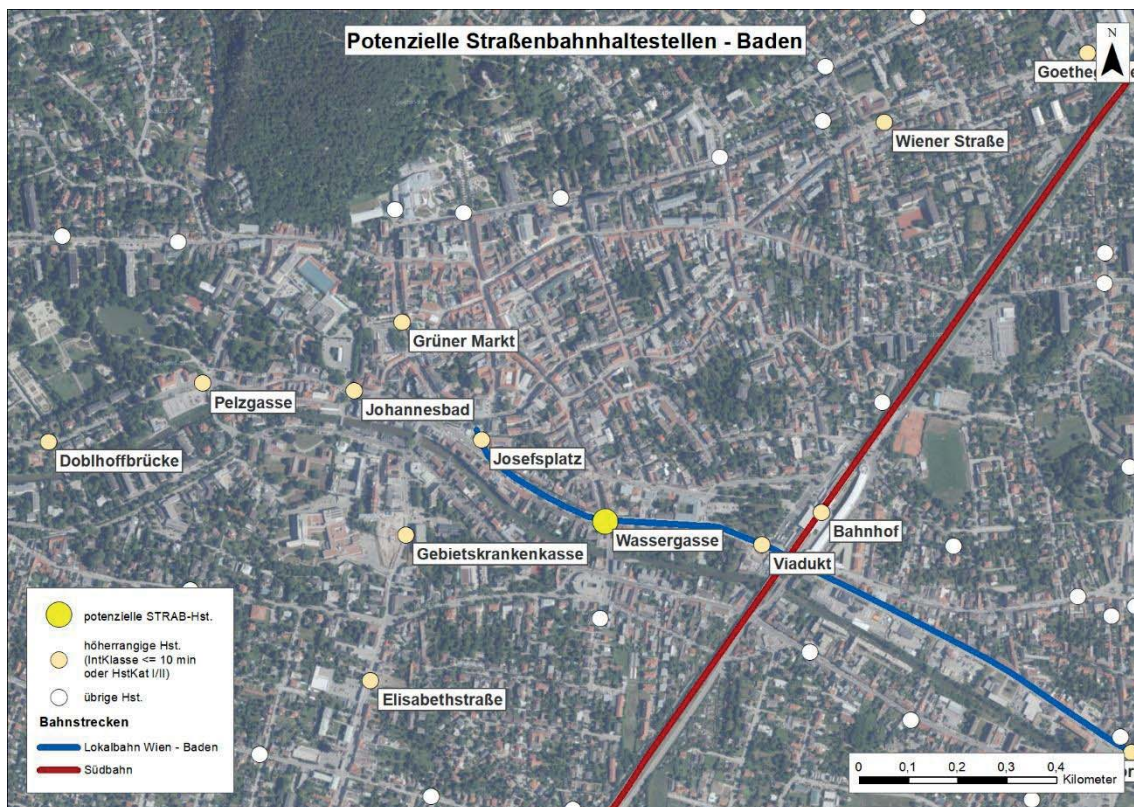 Potenzielle Straßenbahnhaltestellen - Baden
N
Wiener Straße
Grüner Markt
Pelzgasse
Johannesbad
Doblhoffbrücke
Josefsplatz
Bahnhof
Wassergasse
Gebietskrankenkasse
Viadukt
Elisabethstraße
potenzielle STRAB-Hst.
höherrangige Hst.
(IntKlasse <= 10 min
oder HstKat I/II)
übrige Hst.
Bahnstrecken
Lokalbahn Wien - Baden
Südbahn
0 0,1 0,2 0,3 0,4
Kilometer